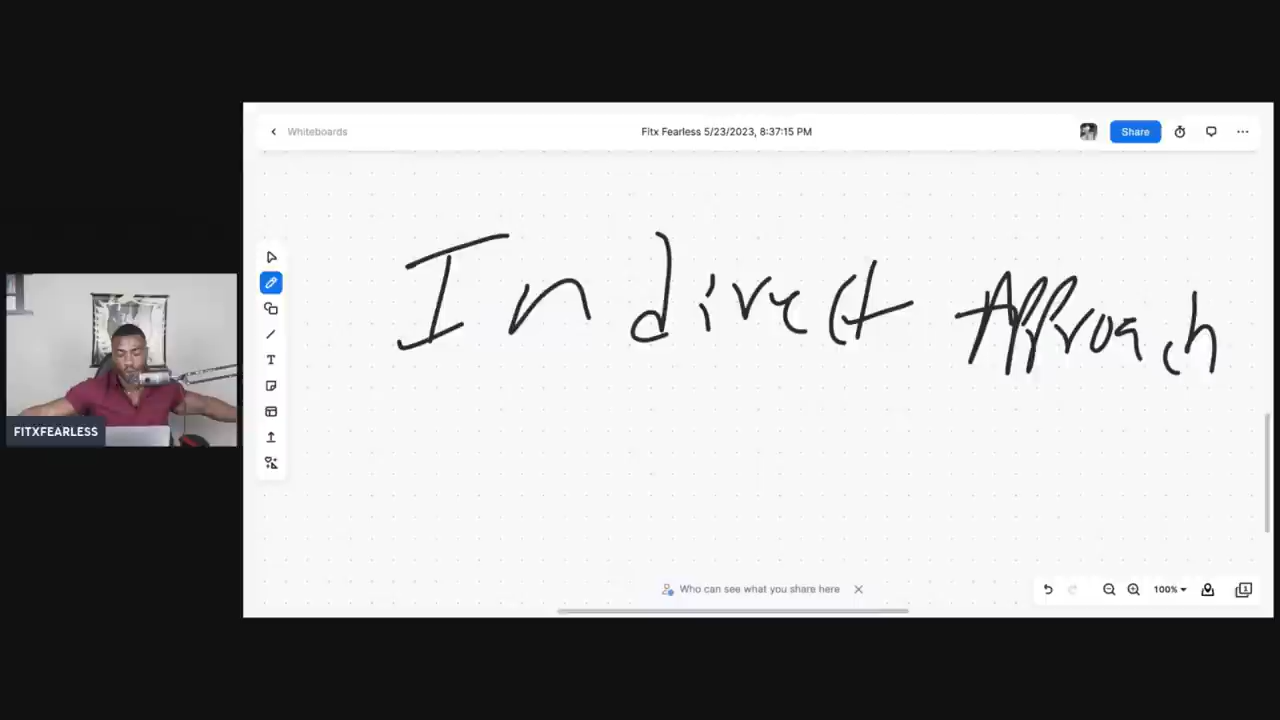 Whiteboards
Fitx Fearless 5/23/2023, 8:37:15 PM
Share
T
Indirect Approach
FITXFEARLESS
Who can see what you share here
100%
1